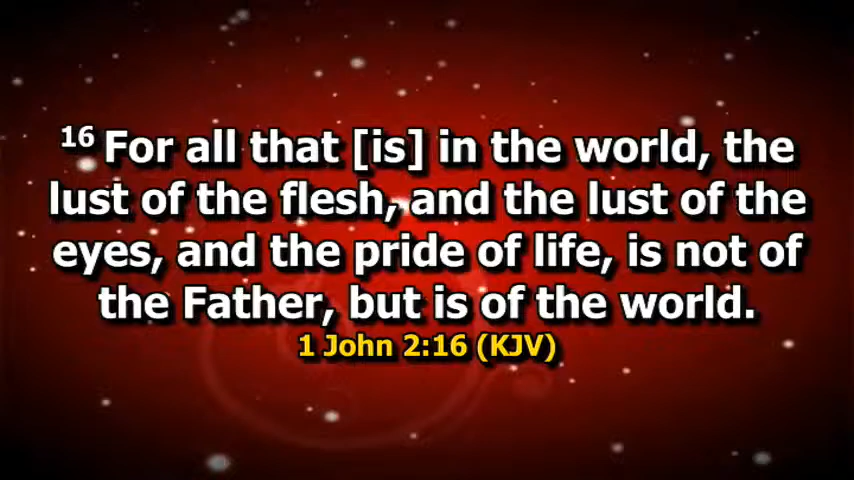 16 For all that [is] in the world, the
lust of the flesh, and the lust of the
eyes, and the pride of life, is not of
the Father, but is of the world.
1 John 2:16 (KJV)